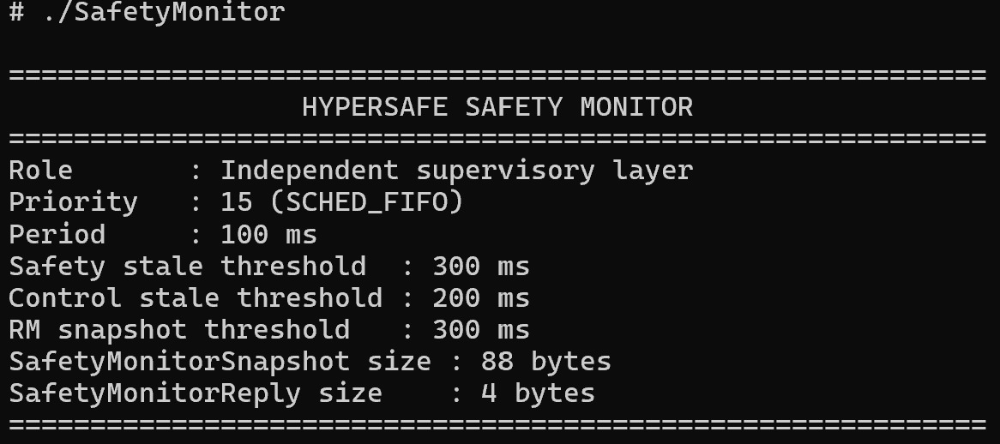 # ./SafetyMonitor
============================================================
HYPERSAFE SAFETY MONITOR
============================================================
Role       : Independent supervisory layer
Priority   : 15 (SCHED_FIFO)
Period     : 100 ms
Safety stale threshold  : 300 ms
Control stale threshold : 200 ms
RM snapshot threshold   : 300 ms
SafetyMonitorSnapshot size : 88 bytes
SafetyMonitorReply size    : 4 bytes
============================================================